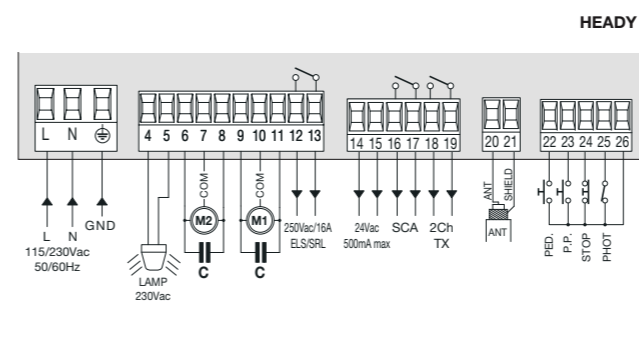 HEADY
L N
4 5 6 7 8 9 10 11 12 13
14 15 16 17 18 19
20 21
22 23 24 25 26
COM
COM
ANT
SHIELD
M2
M1
L N GND
115/230Vac
50/60Hz
LAMP
230Vac
C
C
250Vac/16A
ELS/SRL
24Vac
500mA max
SCA
2Ch
TX
ANT
PED.
P.P.
STOP
PHOT